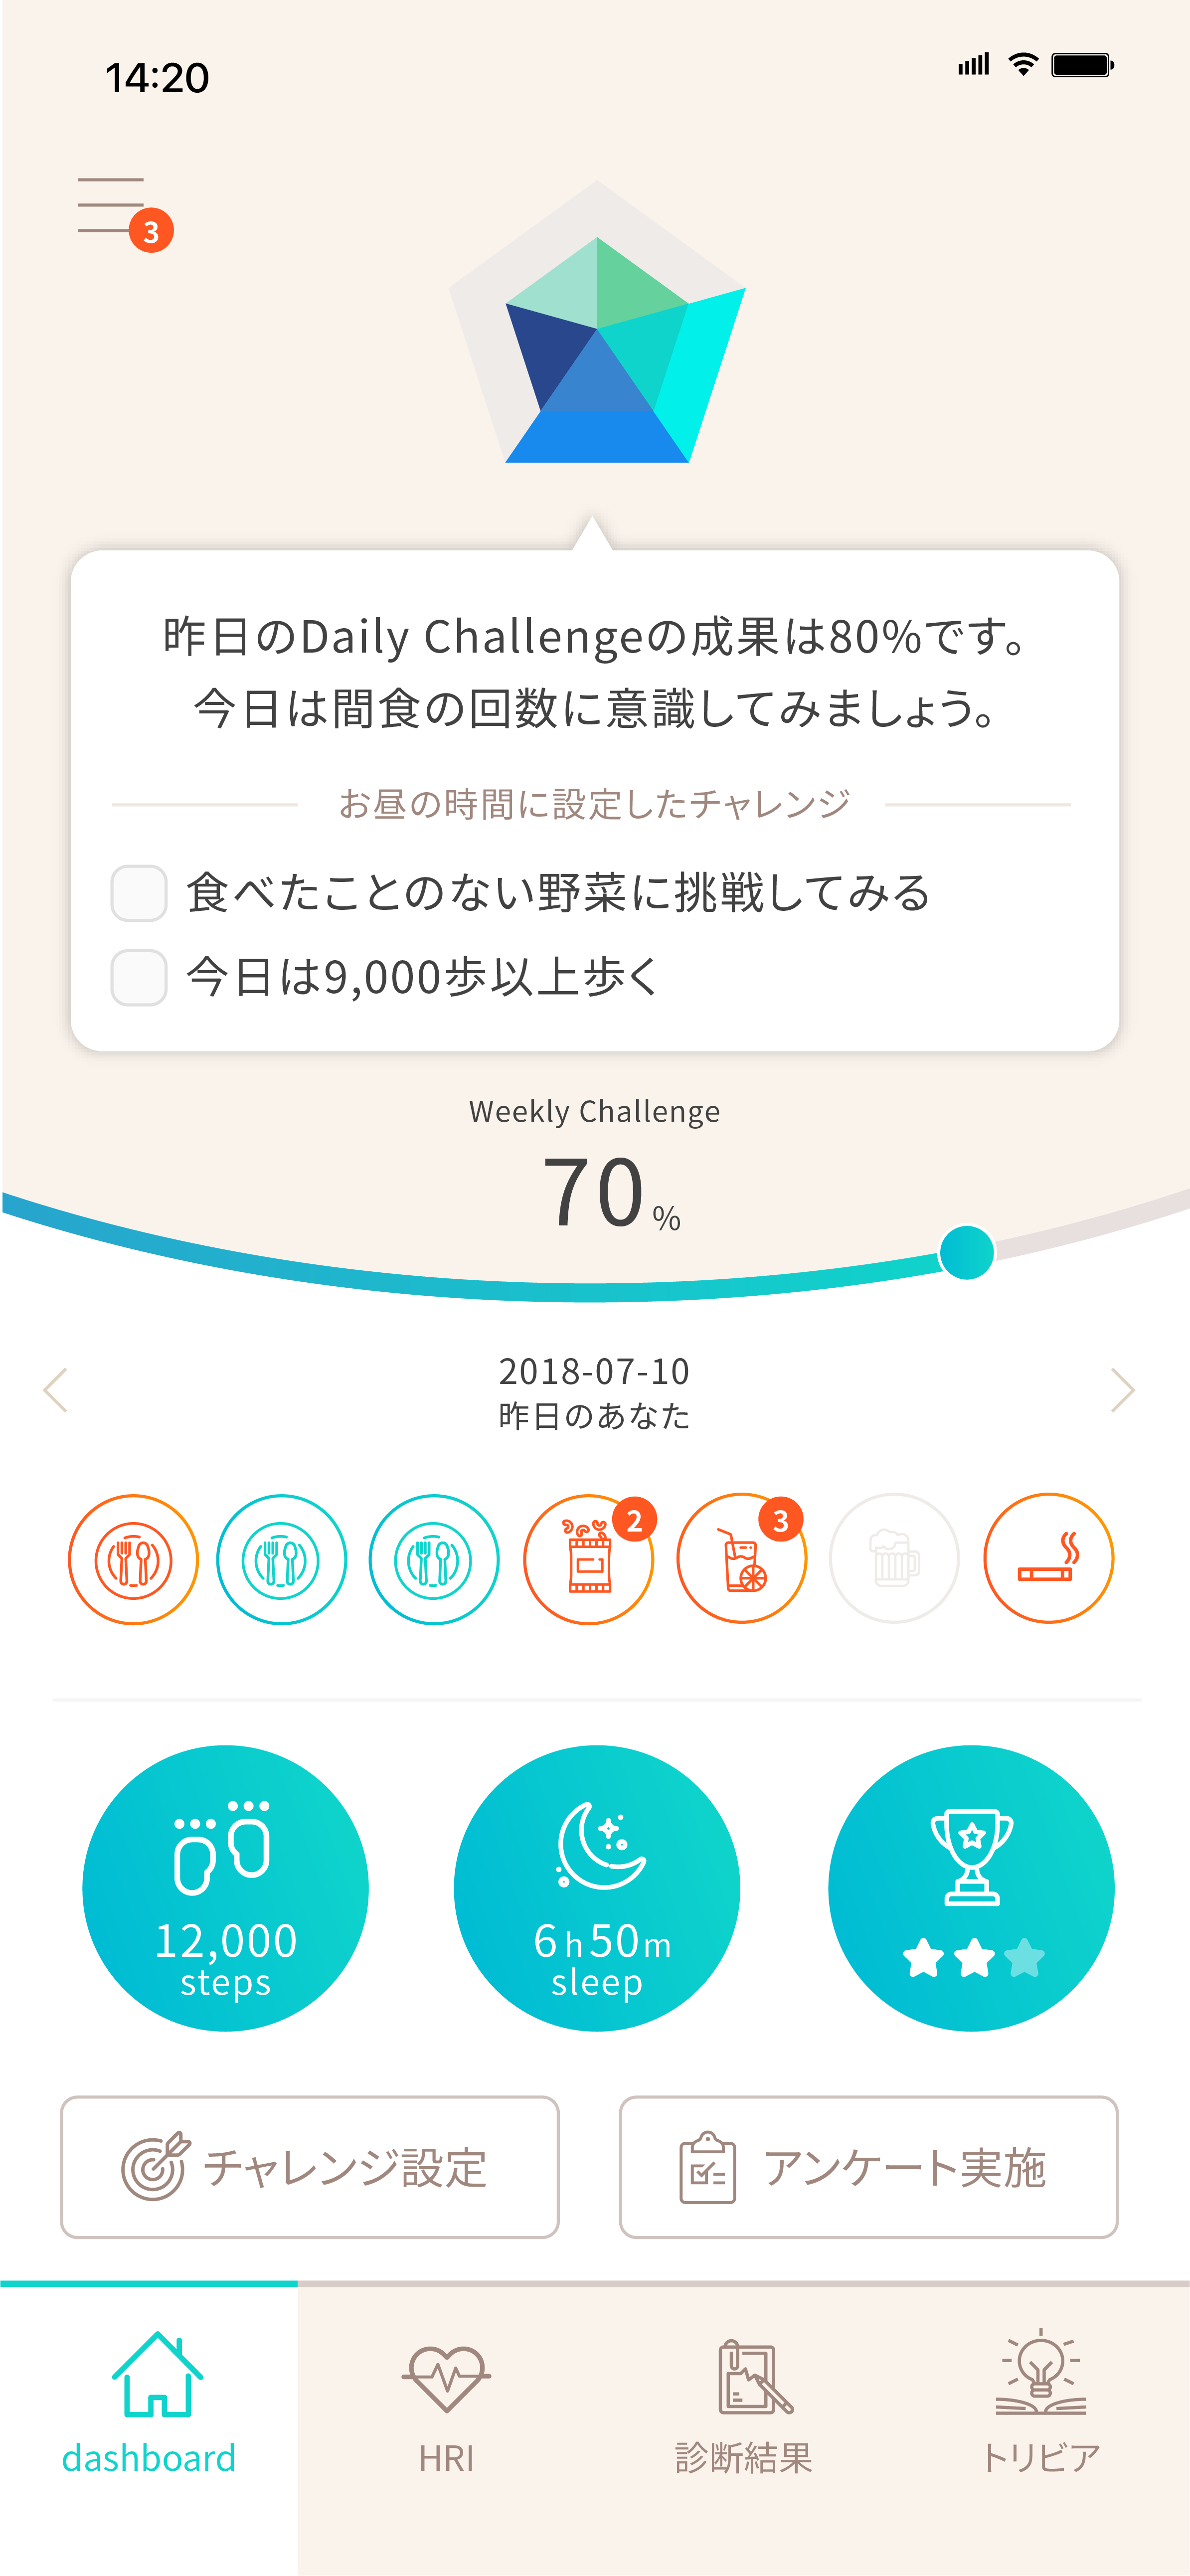 14:20
3
昨日のDaily Challengeの成果は80%です。
今日は間食の回数に意識してみましょう。
お昼の時間に設定したチャレンジ
食べたことのない野菜に挑戦してみる
今日は9,000歩以上歩く
Weekly Challenge
70%
2018-07-10
昨日のあなた
2
3
12,000
steps
6h50m
sleep
チャレンジ設定
アンケート実施
dashboard
HRI
診断結果
トリビア